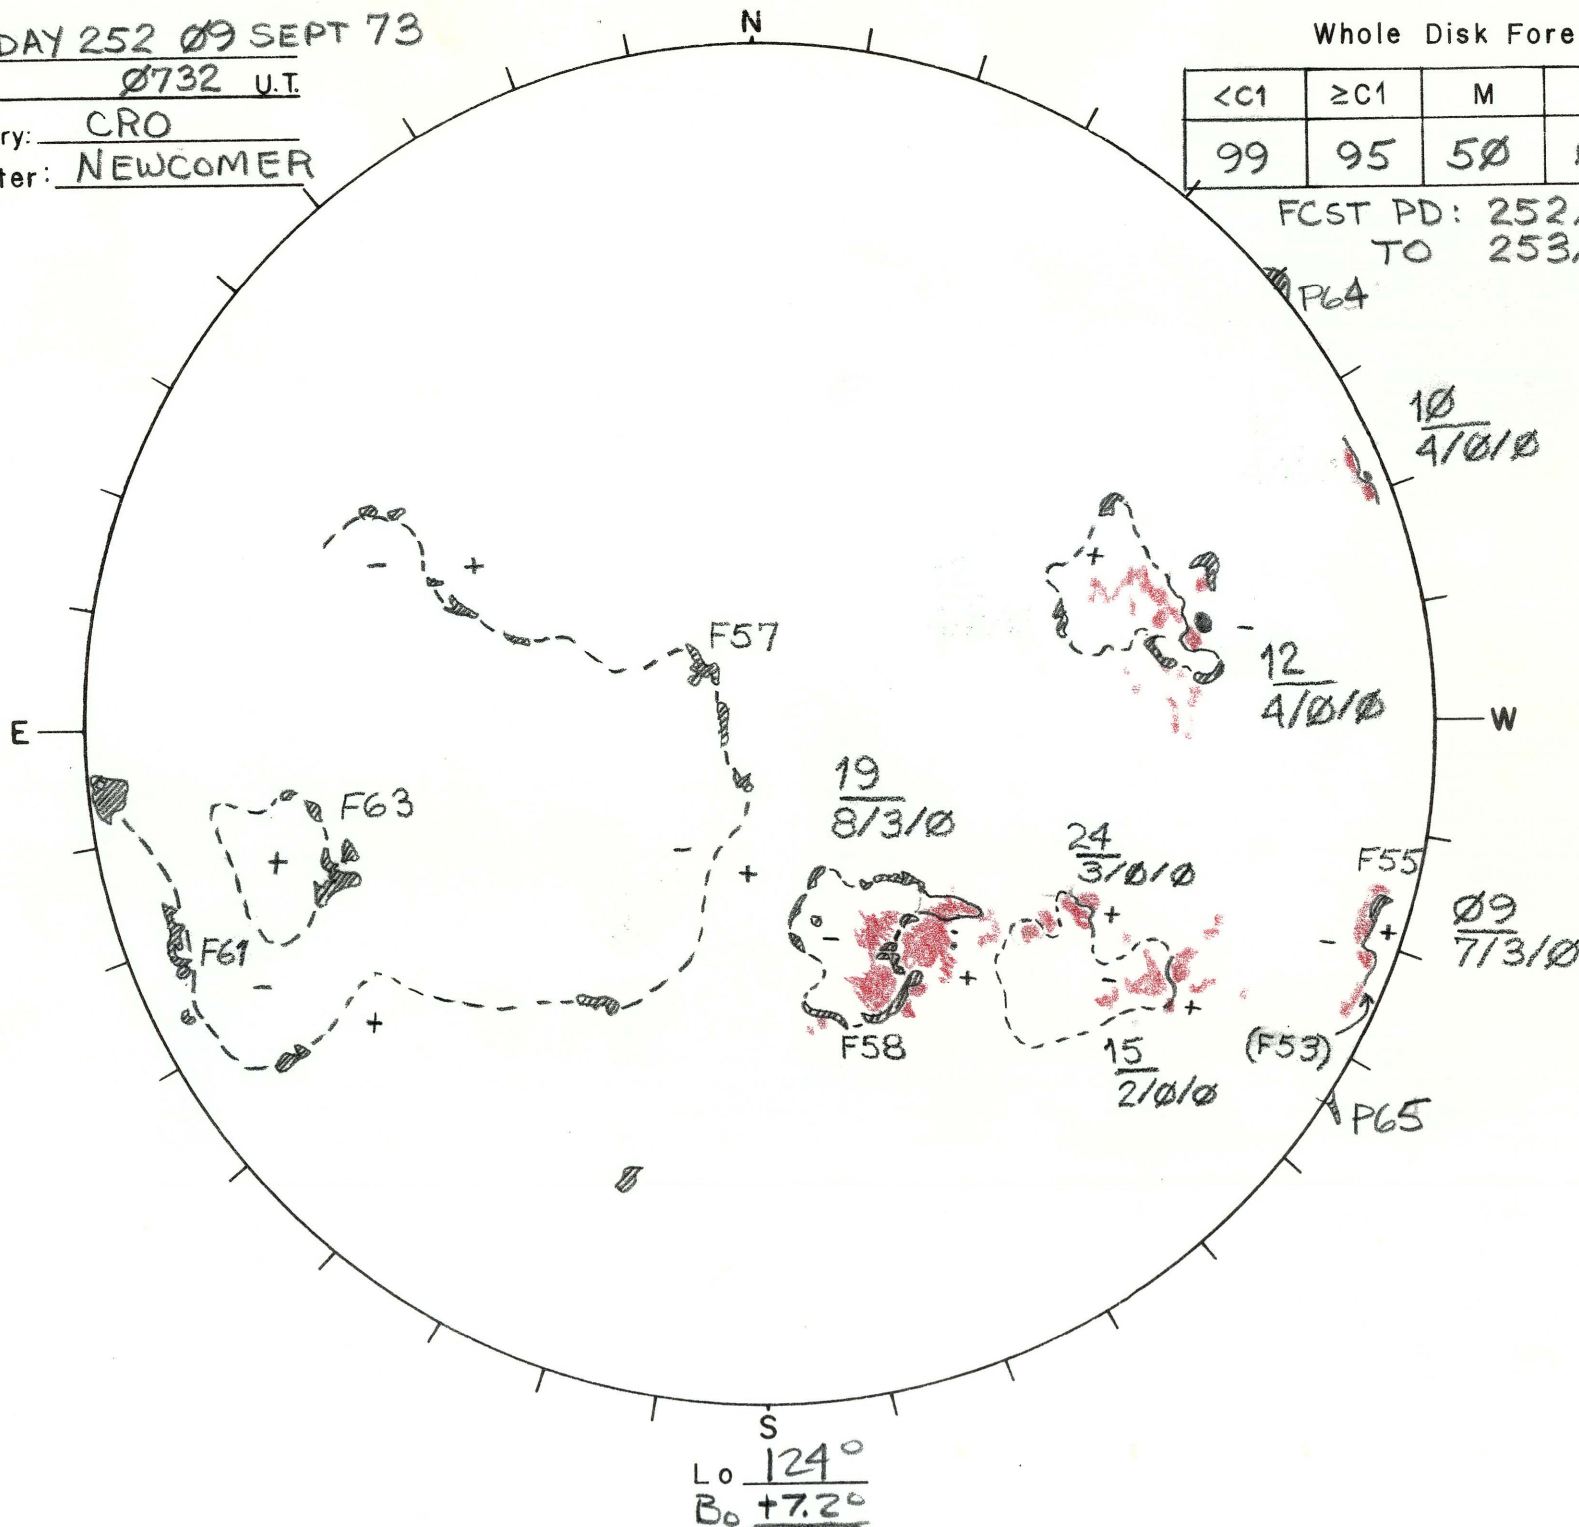 DAY 252 Ø9 SEPT 73
Ø732 U.T.
ry: CRO
ter: NEWCOMER
N
Whole Disk Fore
<C1 ≥C1 M
99 95 5Ø
FCST PD: 252
TO 253
P64
1Ø
4/Ø/Ø
- +
+
F57
-
12
4/Ø/Ø
E
W
19
8/3/Ø
F63
+
-
+
24
3/Ø/Ø
F55
Ø9
7/3/Ø
+
- +
-
F61
-
+
-
+
+
F58
(F53)
15
2/Ø/Ø
P65
S
Lo 124°
Bo +7.2°